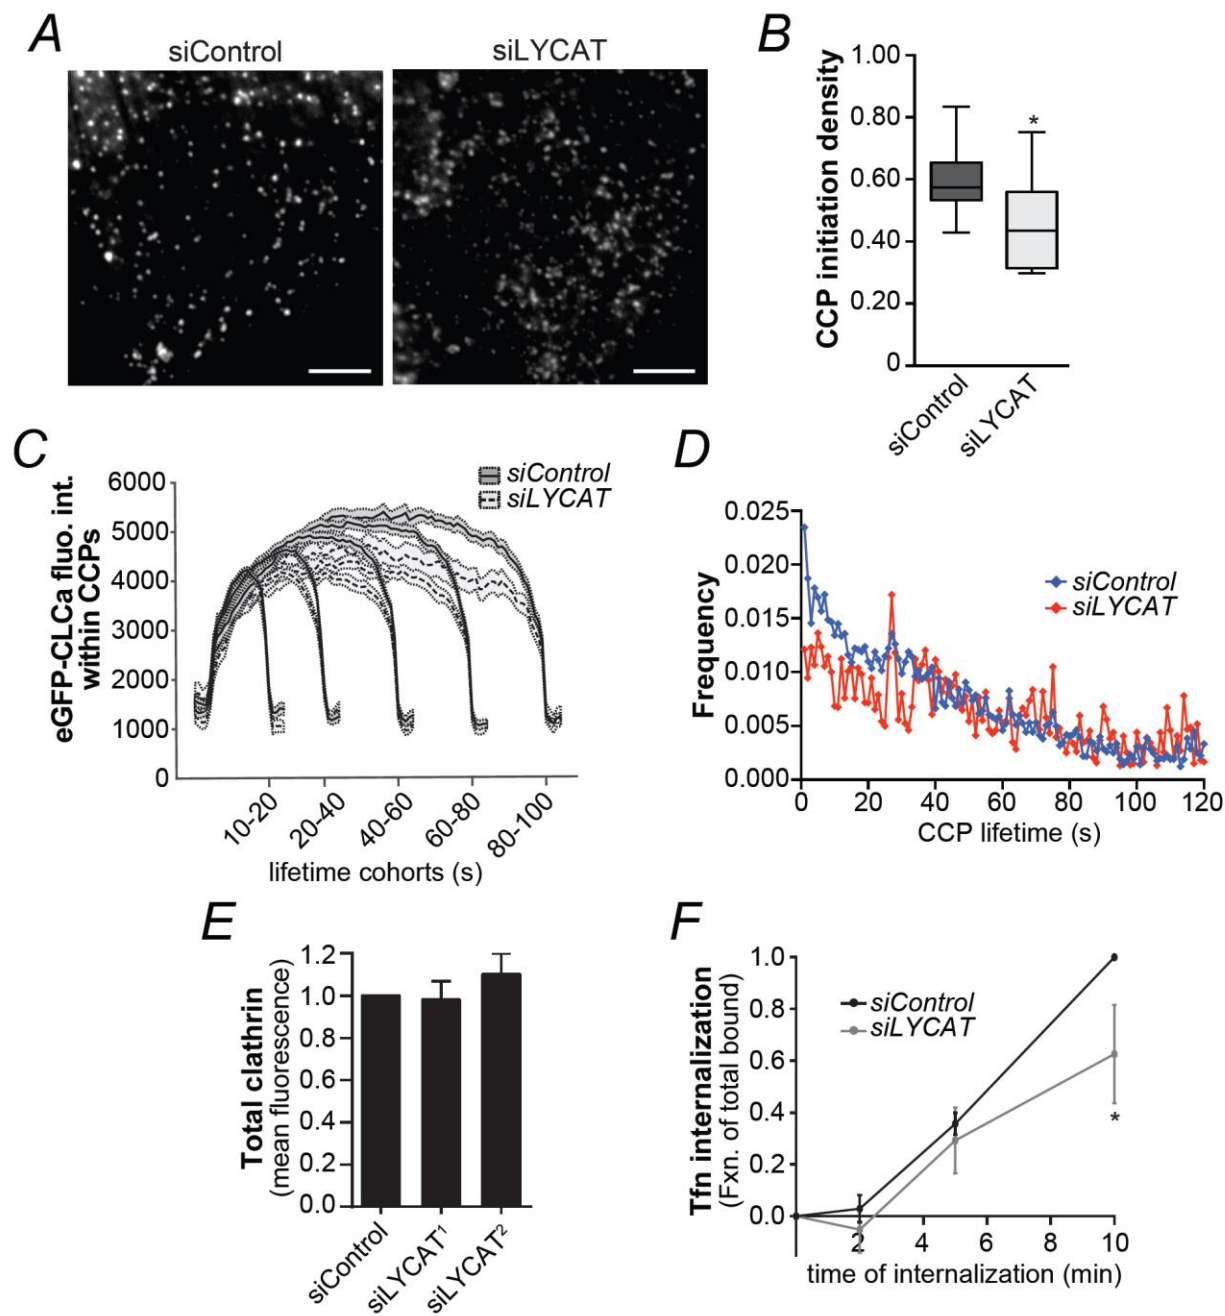 A
siControl
siLYCAT
B
CCP initiation density
1.00
0.80
0.60
0.40
0.20
0
*
siControl
siLYCAT
C
eGFP-CLCa fluo. int.
within CCPs
6000
5000
4000
3000
2000
1000
0
siControl
siLYCAT
10-20
20-40
40-60
60-80
80-100
lifetime cohorts (s)
D
Frequency
0.025
0.020
0.015
0.010
0.005
0.000
siControl
siLYCAT
0
20
40
60
80
100
120
CCP lifetime (s)
E
Total clathrin
(mean fluorescence)
1.2
1.0
0.8
0.6
0.4
0.2
0.0
siControl
siLYCAT¹
siLYCAT²
F
Tfn internalization
(Fxn. of total bound)
1.0
0.8
0.6
0.4
0.2
0.0
siControl
siLYCAT
*
2
4
6
8
10
time of internalization (min)